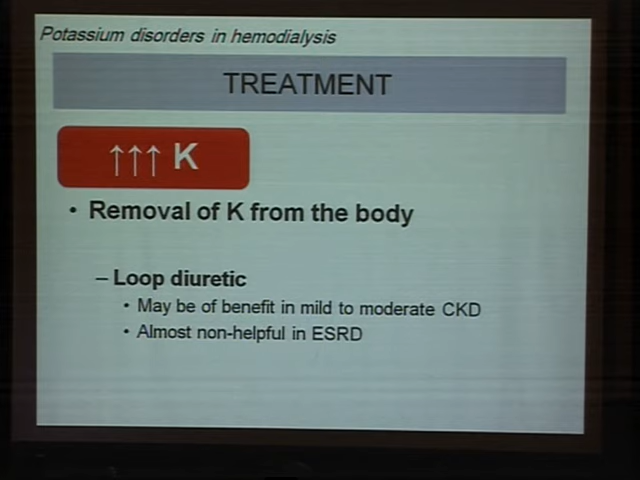 Potassium disorders in hemodialysis
TREATMENT
↑↑↑ K
• Removal of K from the body
– Loop diuretic
• May be of benefit in mild to moderate CKD
• Almost non-helpful in ESRD